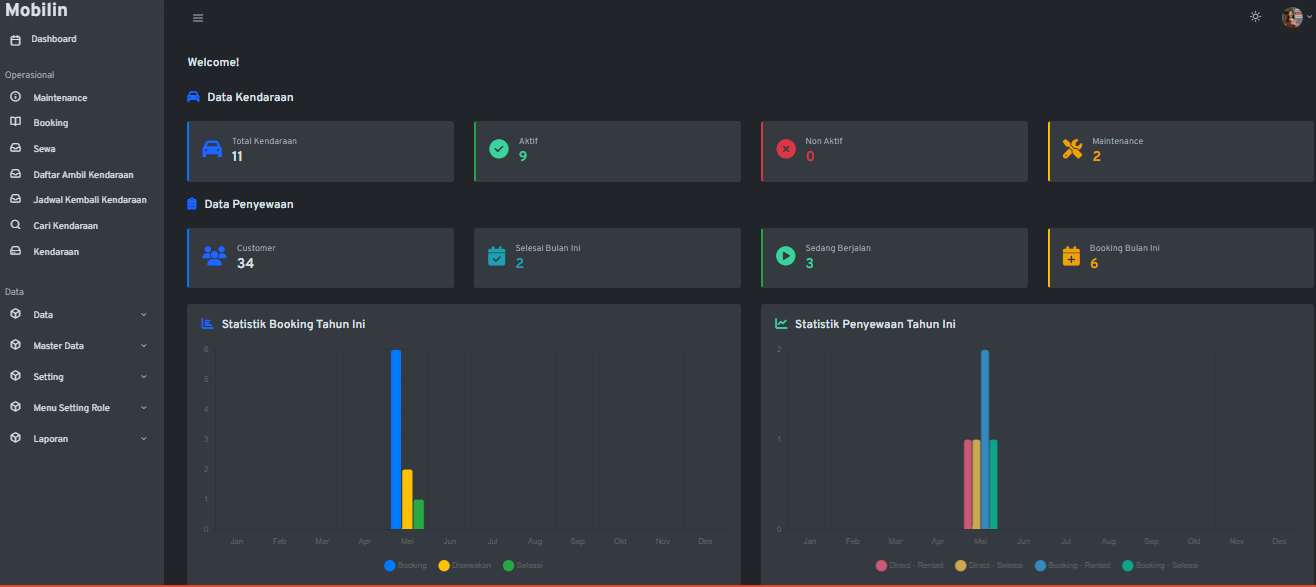 Mobilin
Dashboard
Operasional
Maintenance
Booking
Sewa
Daftar Ambil Kendaraan
Jadwal Kembali Kendaraan
Cari Kendaraan
Kendaraan
Data
Data
Master Data
Setting
Menu Setting Role
Laporan
Welcome!
Data Kendaraan
Total Kendaraan
11
Aktif
9
Non Aktif
0
Maintenance
2
Data Penyewaan
Customer
34
Selesai Bulan Ini
2
Sedang Berjalan
3
Booking Bulan Ini
6
Statistik Booking Tahun Ini
6
5
4
3
2
1
0
Jan Feb Mar Apr Mei Jun Jul Aug Sep Okt Nov Des
Booking Disewakan Selesai
Statistik Penyewaan Tahun Ini
2
1
0
Jan Feb Mar Apr Mei Jun Jul Aug Sep Okt Nov Des
Direct - Rented Direct - Selesai Booking - Rented Booking - Selesai